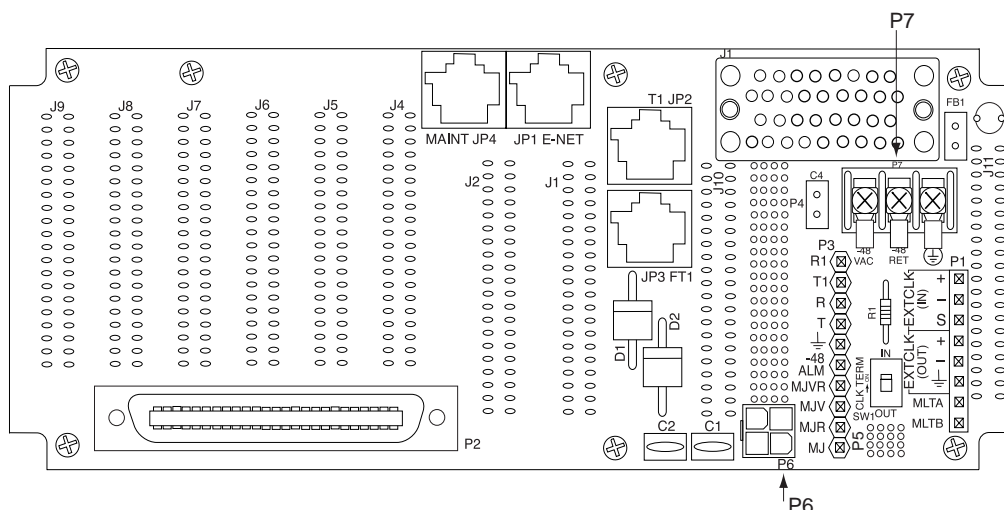 P7
J1
J9
J8
J7
J6
J5
J4
MAINT JP4
JP1 E-NET
T1 JP2
FB1
J11
J2
J1
J10
C4
P4
P7
JP3 FT1
-48
VAC
-48
RET
P3
R1
T1
R
T
-48
ALM
MJVR
MJV
MJR
MJ
P1
+
–
S
+
–
MLTA
MLTB
EXTCLK
(IN)
EXTCLK
(OUT)
R1
IN
CLK TERM
ON
SW1
OUT
P5
D1
D2
C2
C1
P2
P6
P6